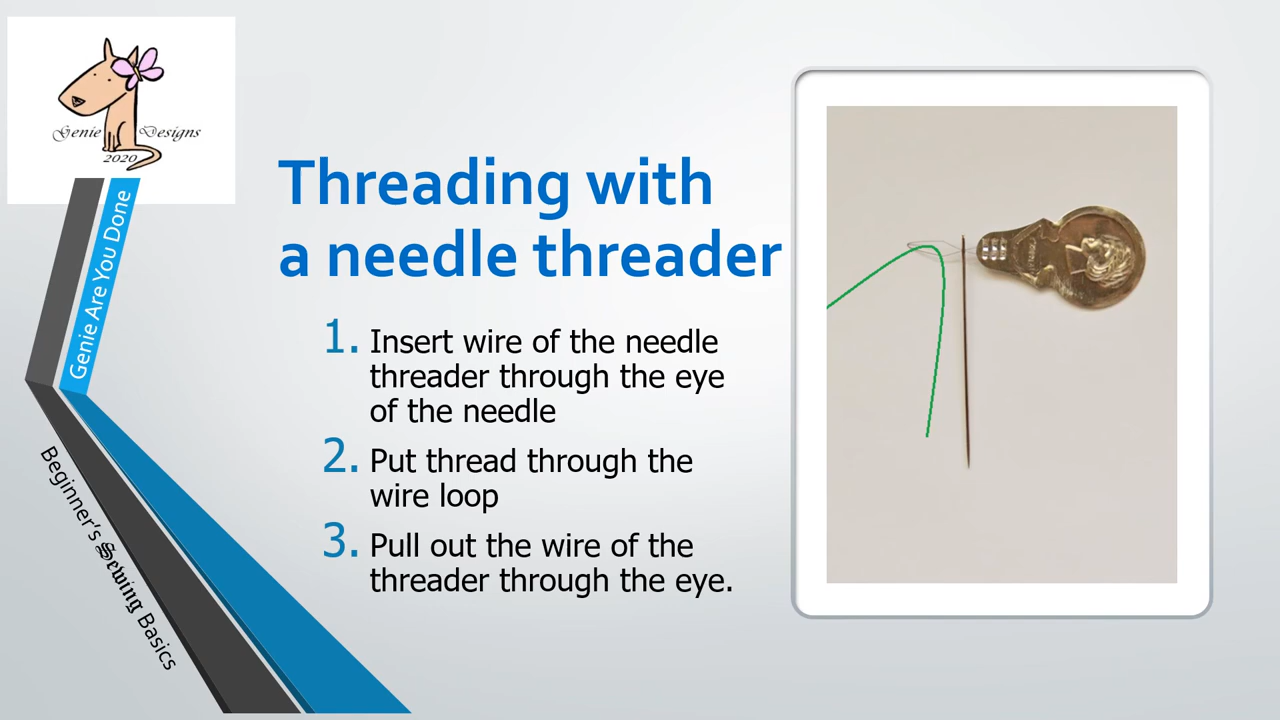 Genie Designs
2020
Genie Are You Done
Beginner's Sewing Basics
Threading with
a needle threader
1. Insert wire of the needle
threader through the eye
of the needle
2. Put thread through the
wire loop
3. Pull out the wire of the
threader through the eye.